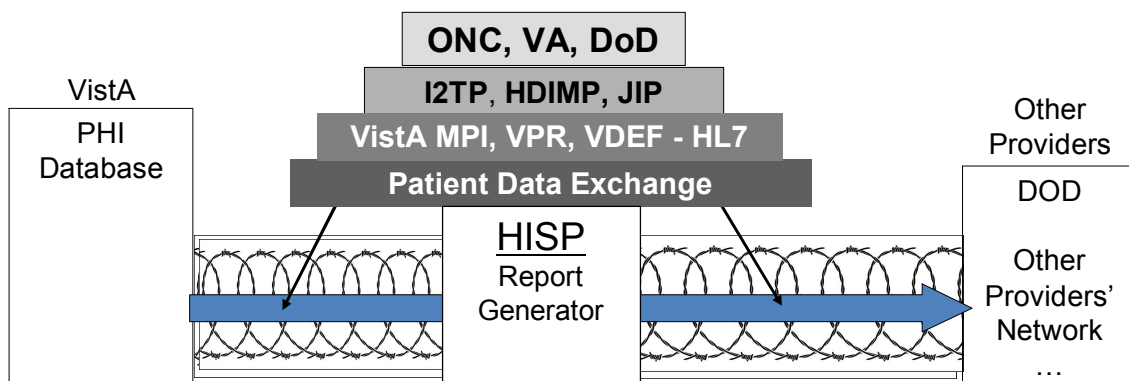 ONC, VA, DoD
I2TP, HDIMP, JIP
VistA MPI, VPR, VDEF - HL7
Patient Data Exchange
VistA
PHI
Database
HISP
Report
Generator
Other
Providers
DOD
Other
Providers’
Network
…